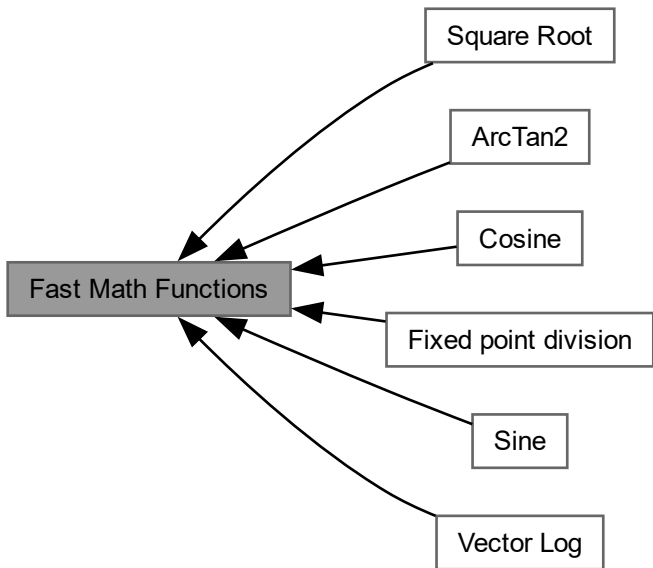 Square Root
ArcTan2
Cosine
Fast Math Functions
Fixed point division
Sine
Vector Log